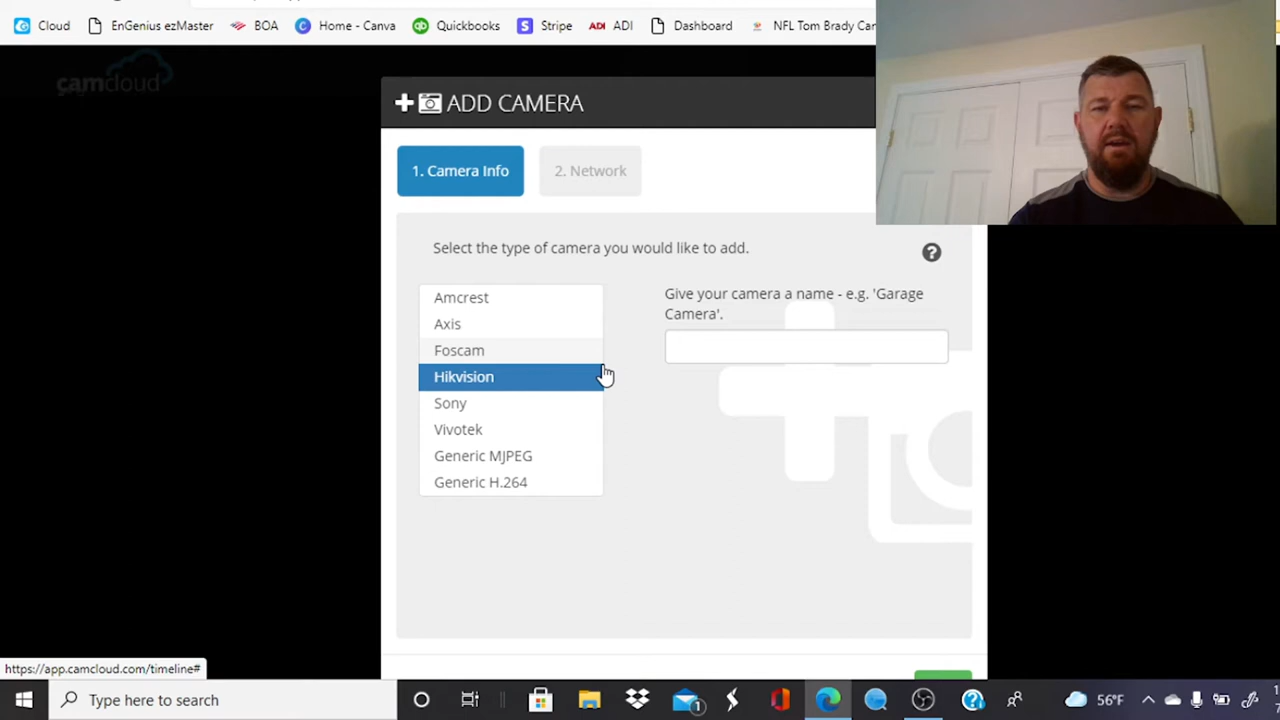 Cloud EnGenius ezMaster BOA Home - Canva Quickbooks Stripe ADI ADI Dashboard NFL Tom Brady Can
camcloud
ADD CAMERA
1. Camera Info 2. Network
Select the type of camera you would like to add.
Amcrest
Axis
Foscam
Hikvision
Sony
Vivotek
Generic MJPEG
Generic H.264
Give your camera a name - e.g. 'Garage
Camera'.
https://app.camcloud.com/timeline#
Type here to search
1
56°F